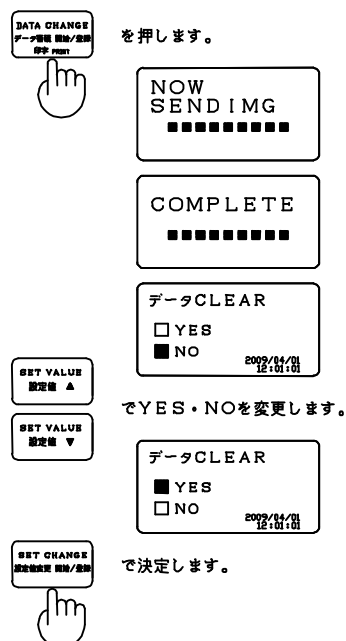 DATA CHANGE
データ書換 開始/登録
印字 PRINT
を押します。
NOW
SENDIMG
■■■■■■■■■
COMPLETE
■■■■■■■■■
データCLEAR
□ YES
■ NO
2009/04/01
12:01:01
SET VALUE
設定値 ▲
SET VALUE
設定値 ▼
でYES・NOを変更します。
データCLEAR
■ YES
□ NO
2009/04/01
12:01:01
SET CHANGE
設定値変更 開始/登録
で決定します。